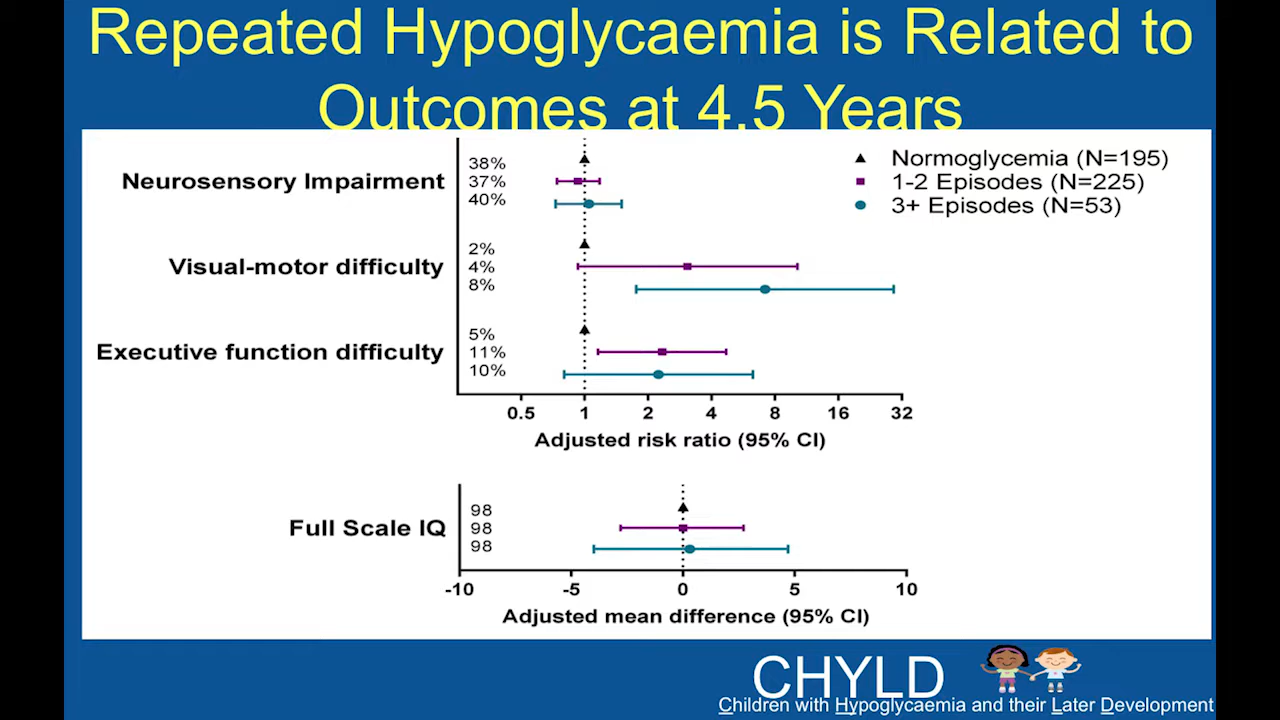 Repeated Hypoglycaemia is Related to
Outcomes at 4.5 Years
Normoglycemia (N=195)
1-2 Episodes (N=225)
3+ Episodes (N=53)
Neurosensory Impairment
38%
37%
40%
Visual-motor difficulty
2%
4%
8%
Executive function difficulty
5%
11%
10%
0.5 1 2 4 8 16 32
Adjusted risk ratio (95% CI)
Full Scale IQ
98
98
98
-10 -5 0 5 10
Adjusted mean difference (95% CI)
CHYLD
Children with Hypoglycaemia and their Later Development